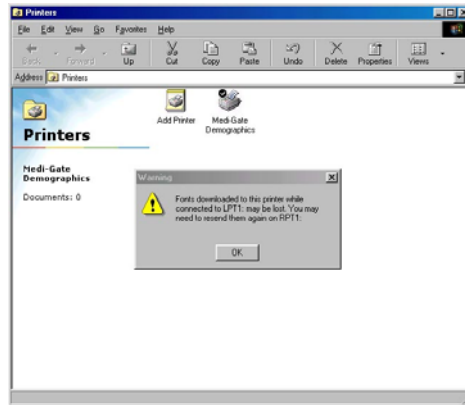 Printers
File Edit View Go Favorites Help
Back Forward Up Cut Copy Paste Undo Delete Properties Views
Address Printers
Printers
Add Printer
Medi-Gate
Demographics
Medi-Gate
Demographics
Documents: 0
Warning
Fonts downloaded to this printer while
connected to LPT1: may be lost. You may
need to resend them again on RPT1:
OK